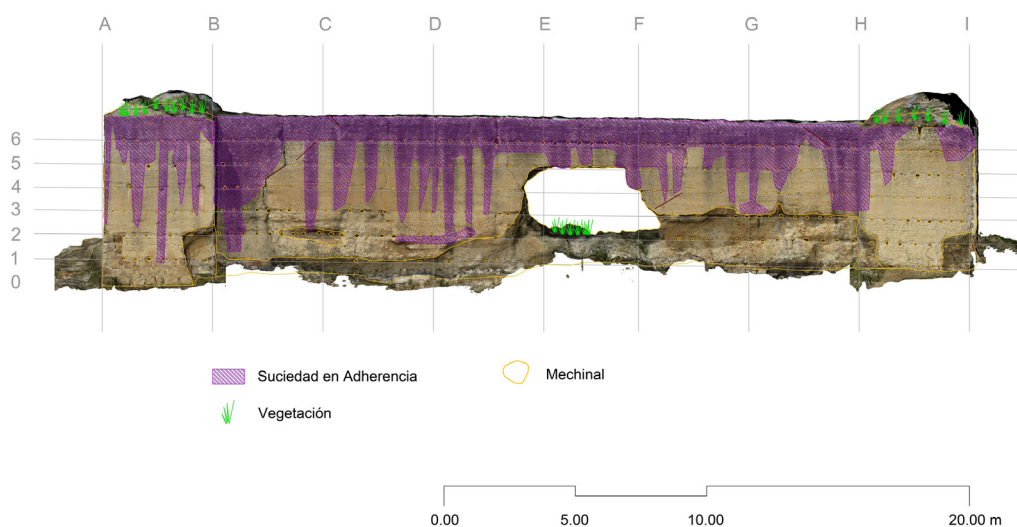 A B C D E F G H I
6
5
4
3
2
1
0
Suciedad en Adherencia
Mechinal
Vegetación
0.00 5.00 10.00 20.00 m